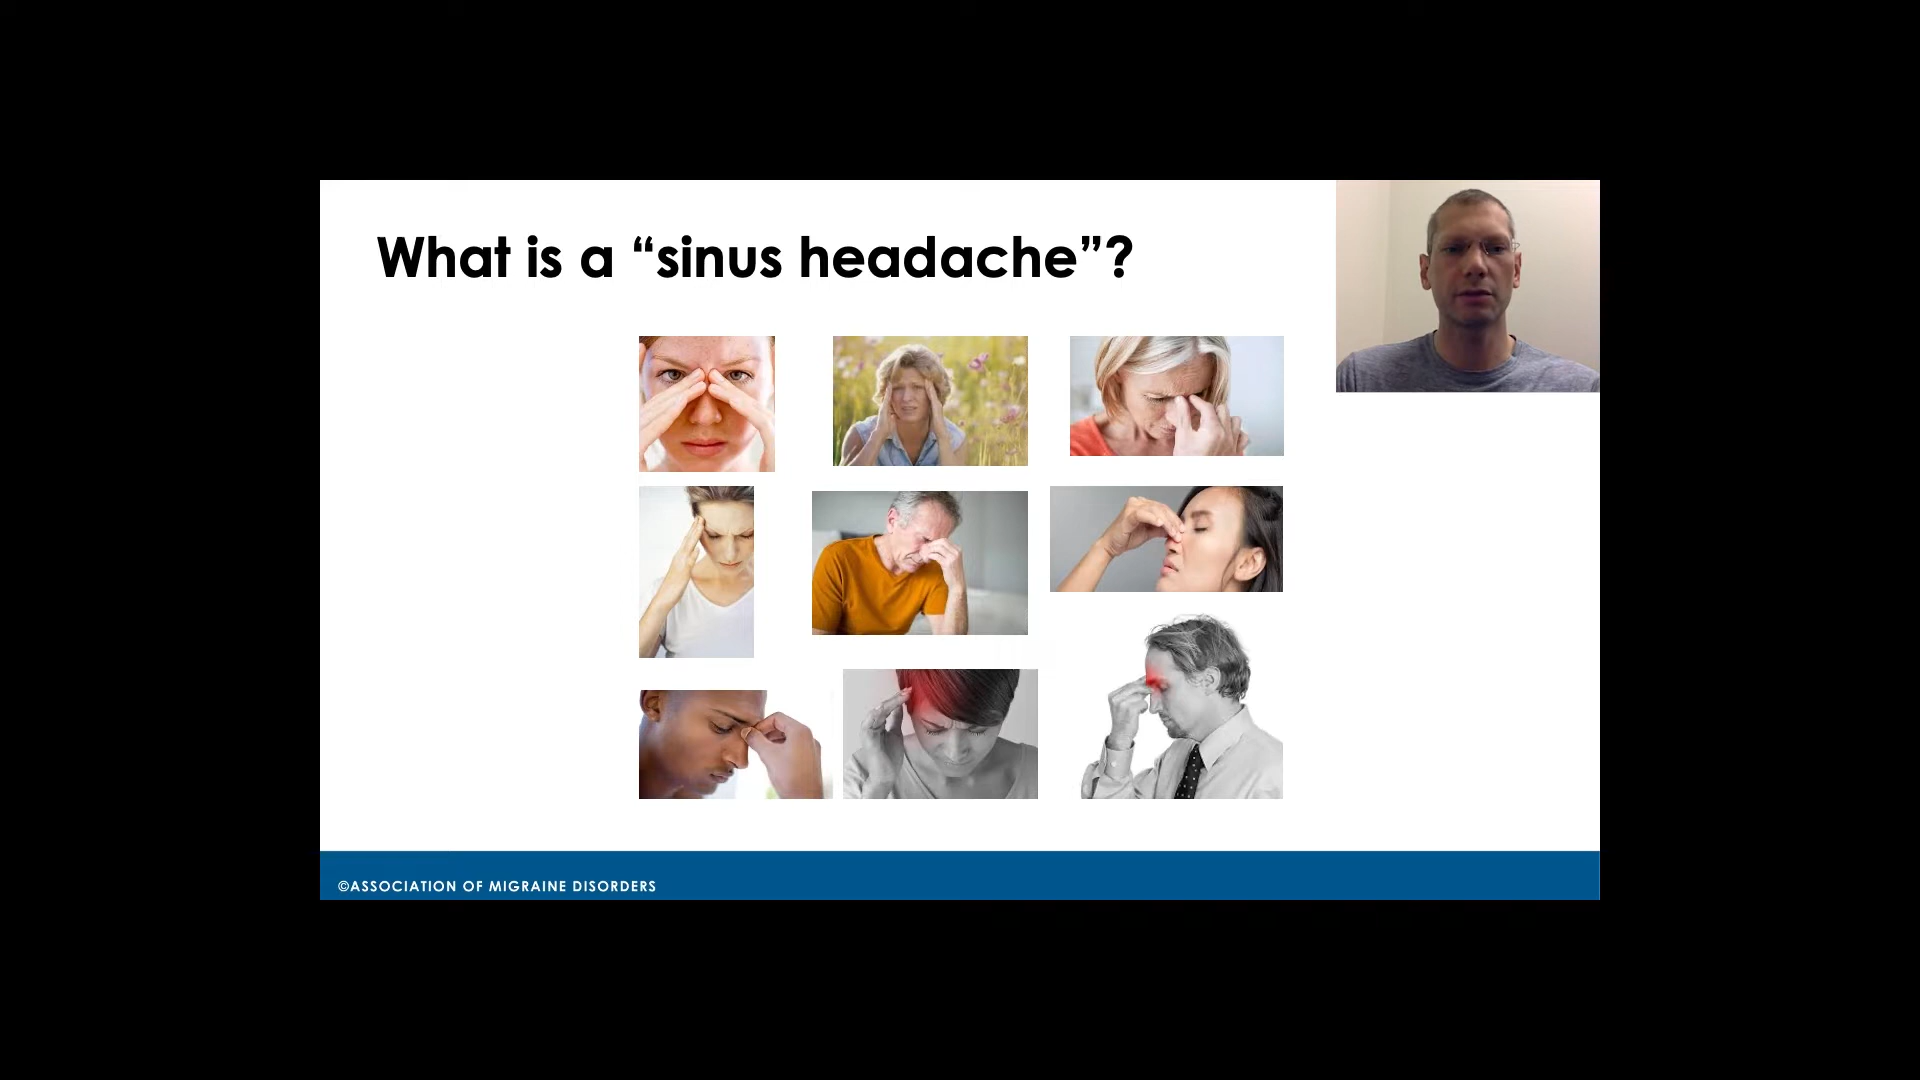 What is a “sinus headache”?
©ASSOCIATION OF MIGRAINE DISORDERS